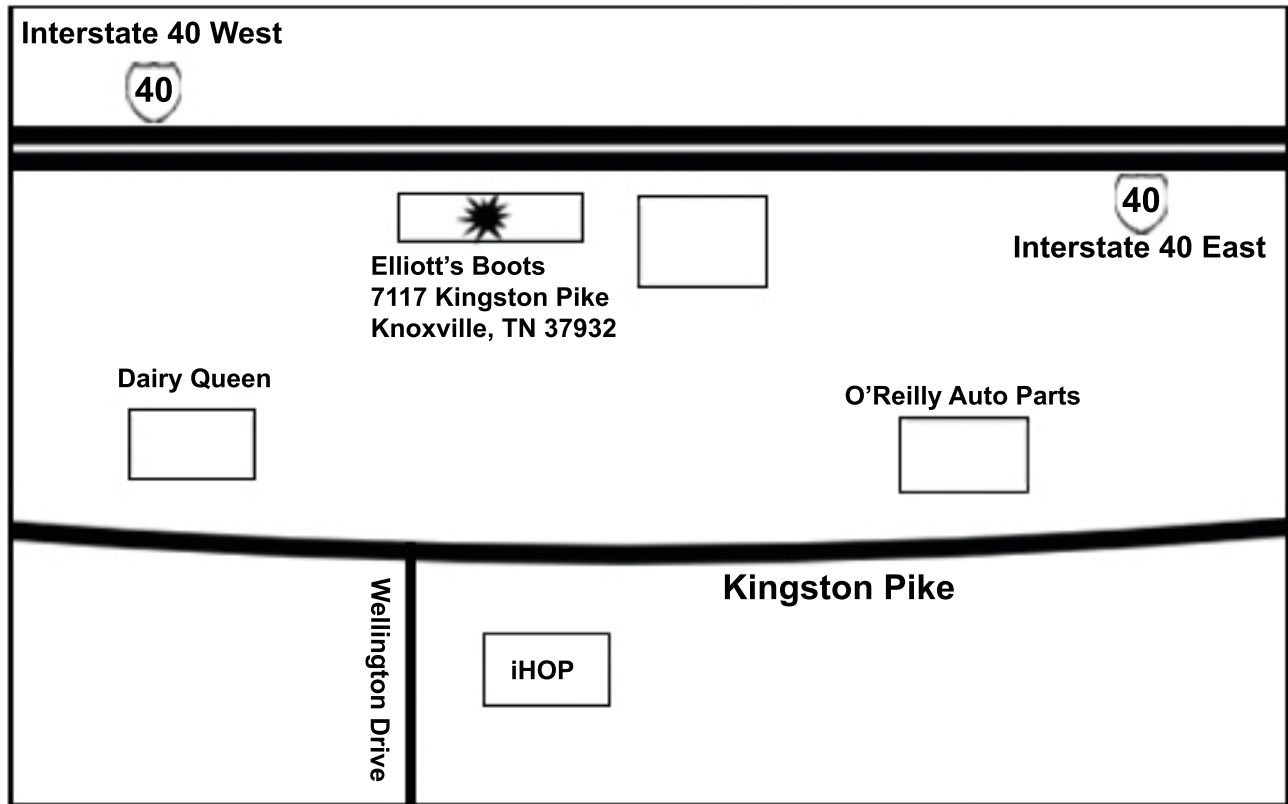 Interstate 40 West
40
40
Interstate 40 East
Elliott’s Boots
7117 Kingston Pike
Knoxville, TN 37932
Dairy Queen
O’Reilly Auto Parts
Kingston Pike
Wellington Drive
iHOP